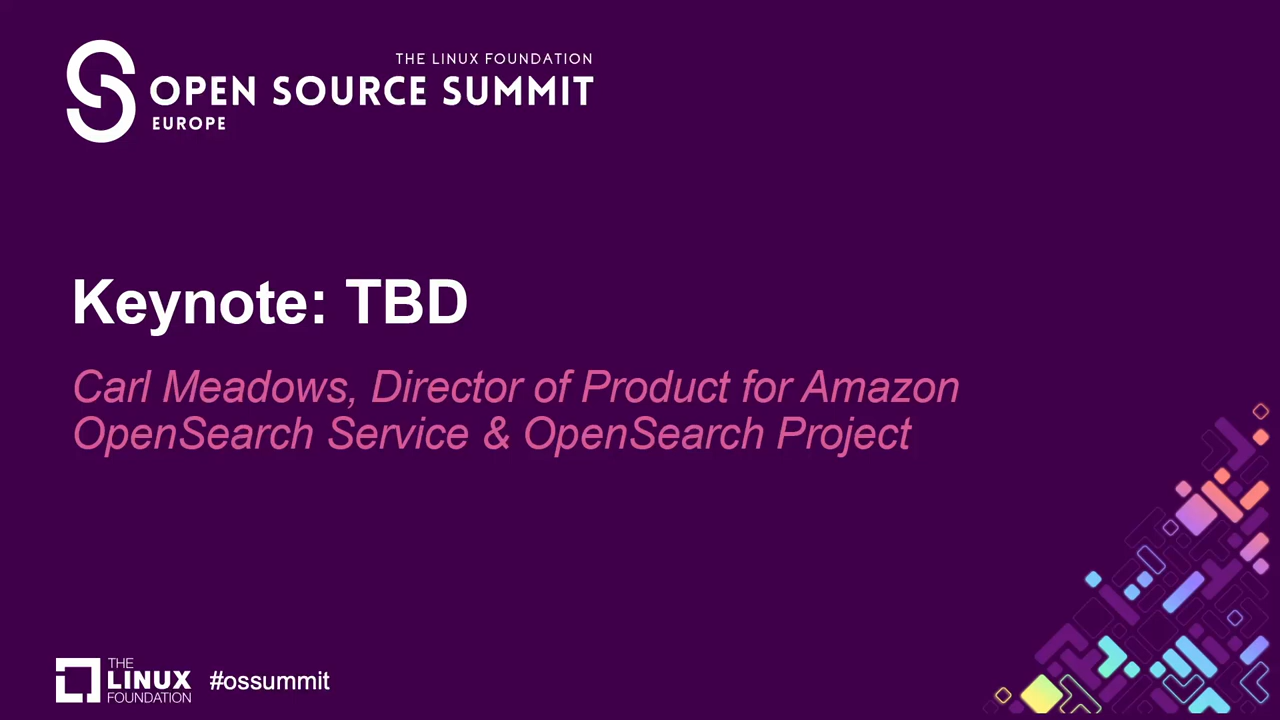 THE LINUX FOUNDATION
OPEN SOURCE SUMMIT
EUROPE
Keynote: TBD
Carl Meadows, Director of Product for Amazon
OpenSearch Service & OpenSearch Project
THE
LINUX
FOUNDATION
#ossummit